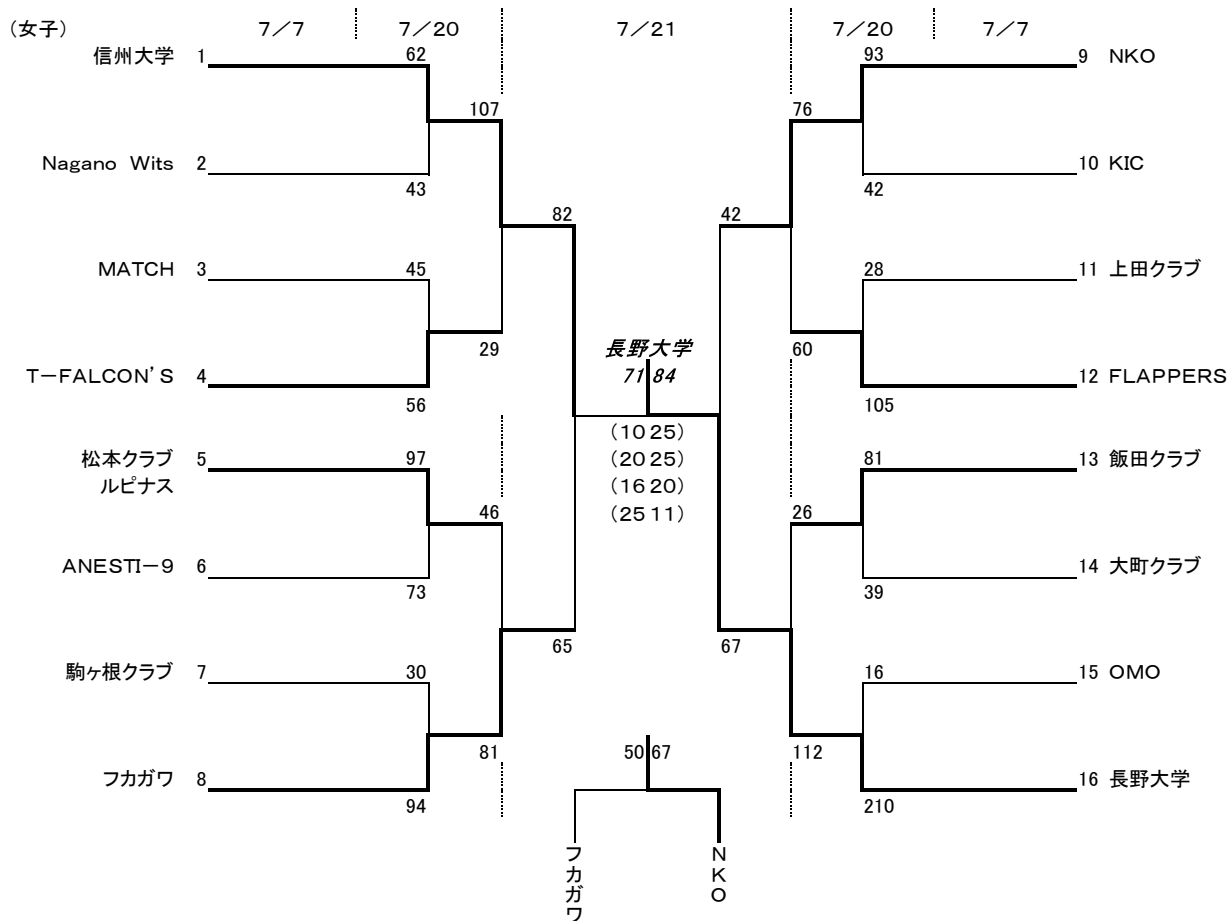 (女子) 7/7 7/20 7/21 7/20 7/7
信州大学 1 62 93 9 NKO
107 76
Nagano Wits 2 43 42 10 KIC
82 42
MATCH 3 45 28 11 上田クラブ
29 長野大学 60
T-FALCON'S 4 56 71 84 105 12 FLAPPERS
(10 25)
松本クラブ 5 97 (20 25) 81 13 飯田クラブ
ルピナス (16 20)
46 (25 11) 26
ANESTI-9 6 73 39 14 大町クラブ
65 67
駒ヶ根クラブ 7 30 16 15 OMO
81 50 67 112
フカガワ 8 94 210 16 長野大学
フカガワ NKO